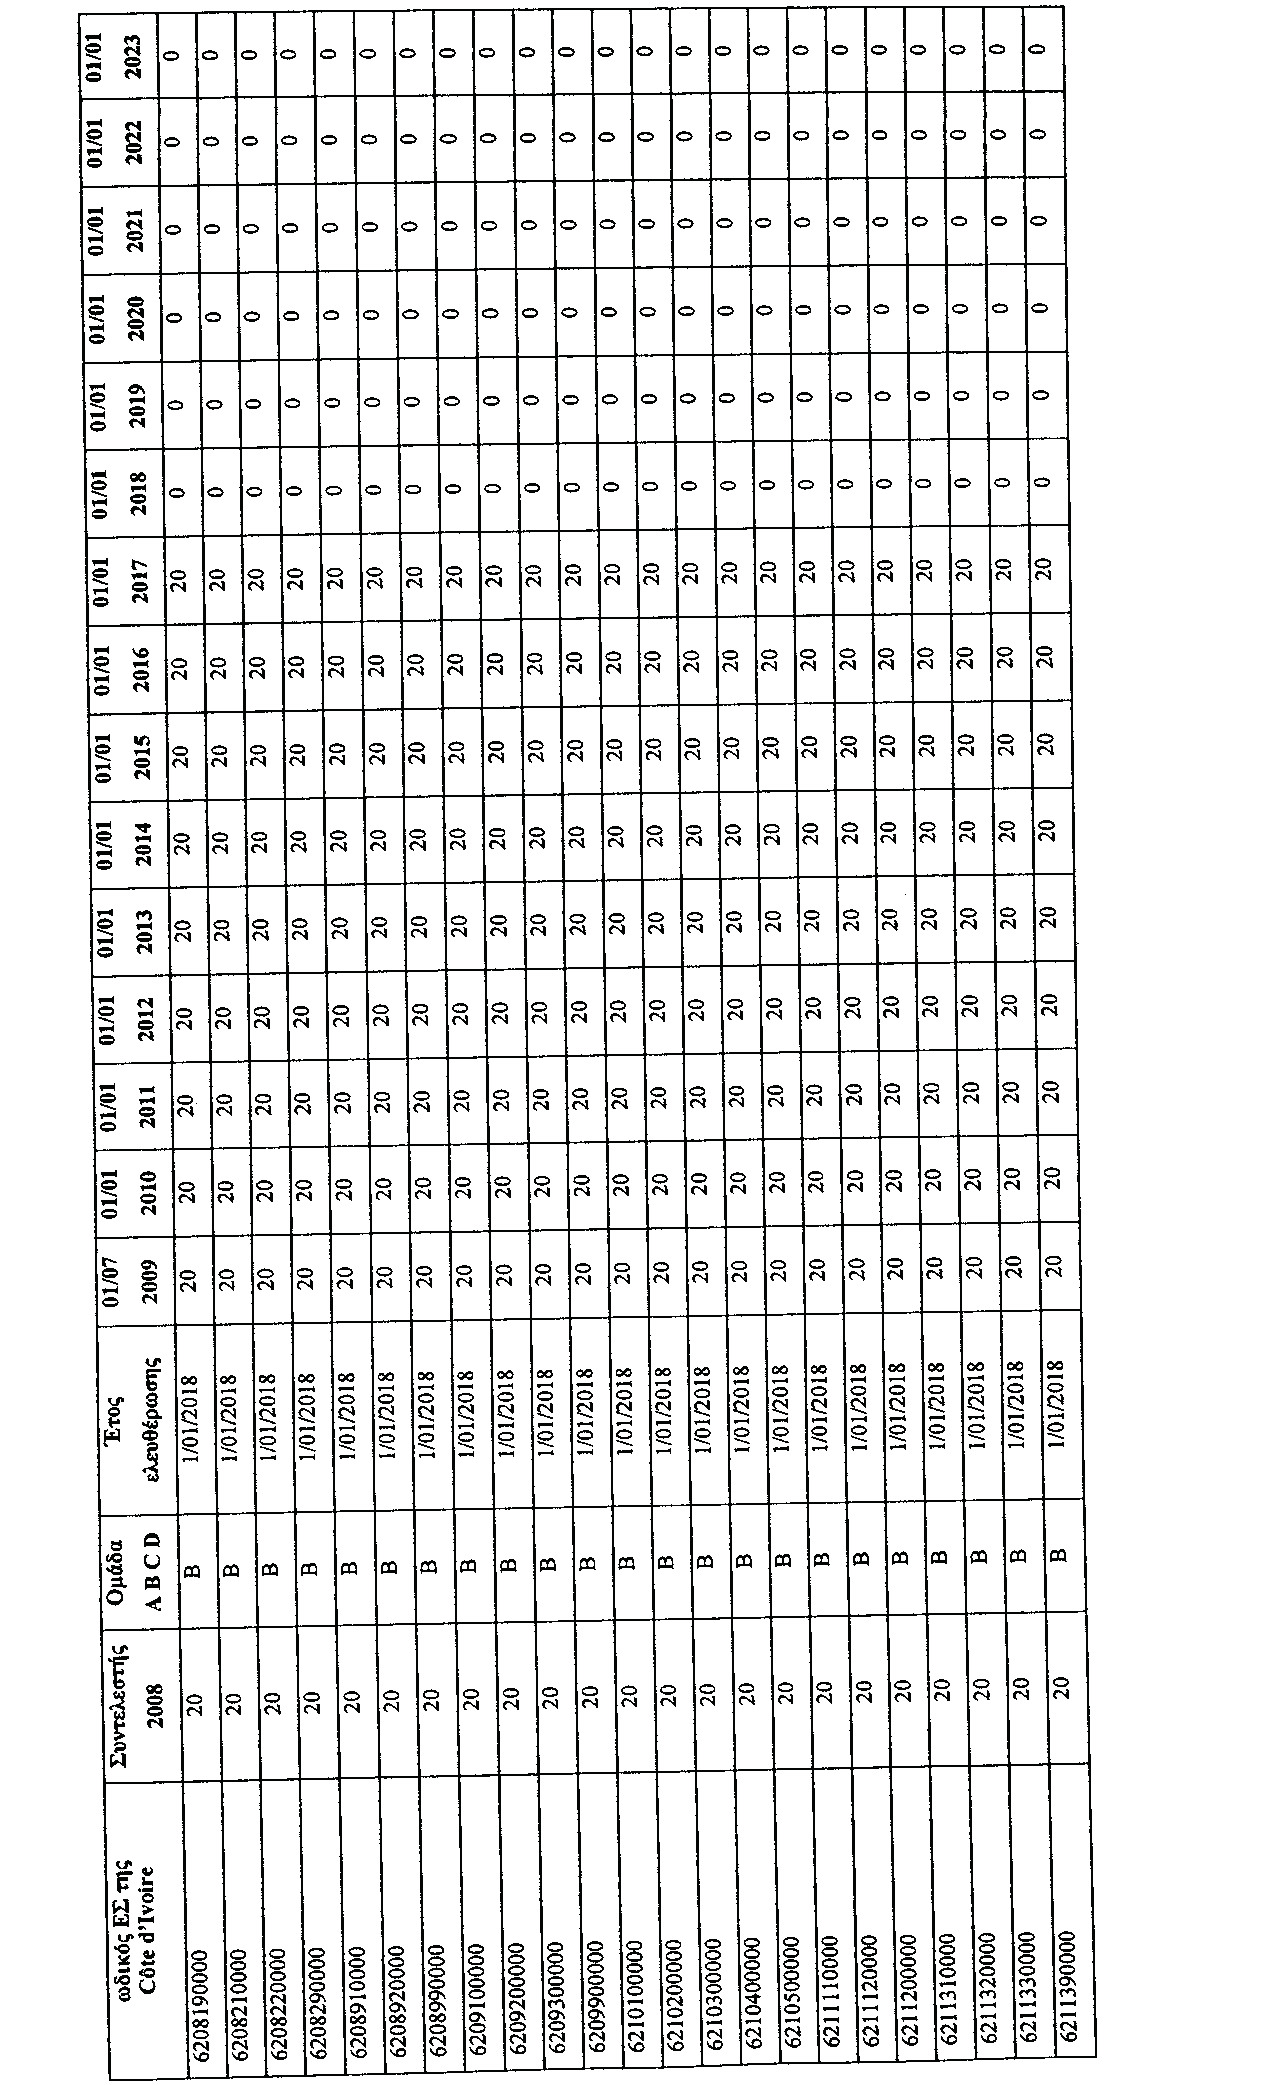 ωδικός ΕΣ της Συντελεστής Ομάδα Έτος 01/07 01/01 01/01 01/01 01/01 01/01 01/01 01/01 01/01 01/01 01/01 01/01 01/01 01/01 01/01
Côte d'Ivoire 2008 A B C D ελευθέρωσης 2009 2010 2011 2012 2013 2014 2015 2016 2017 2018 2019 2020 2021 2022 2023
6208190000 20 B 1/01/2018 20 20 20 20 20 20 20 20 20 0 0 0 0 0 0
6208210000 20 B 1/01/2018 20 20 20 20 20 20 20 20 20 0 0 0 0 0 0
6208220000 20 B 1/01/2018 20 20 20 20 20 20 20 20 20 0 0 0 0 0 0
6208290000 20 B 1/01/2018 20 20 20 20 20 20 20 20 20 0 0 0 0 0 0
6208910000 20 B 1/01/2018 20 20 20 20 20 20 20 20 20 0 0 0 0 0 0
6208920000 20 B 1/01/2018 20 20 20 20 20 20 20 20 20 0 0 0 0 0 0
6208990000 20 B 1/01/2018 20 20 20 20 20 20 20 20 20 0 0 0 0 0 0
6209100000 20 B 1/01/2018 20 20 20 20 20 20 20 20 20 0 0 0 0 0 0
6209200000 20 B 1/01/2018 20 20 20 20 20 20 20 20 20 0 0 0 0 0 0
6209300000 20 B 1/01/2018 20 20 20 20 20 20 20 20 20 0 0 0 0 0 0
6209900000 20 B 1/01/2018 20 20 20 20 20 20 20 20 20 0 0 0 0 0 0
6210100000 20 B 1/01/2018 20 20 20 20 20 20 20 20 20 0 0 0 0 0 0
6210200000 20 B 1/01/2018 20 20 20 20 20 20 20 20 20 0 0 0 0 0 0
6210300000 20 B 1/01/2018 20 20 20 20 20 20 20 20 20 0 0 0 0 0 0
6210400000 20 B 1/01/2018 20 20 20 20 20 20 20 20 20 0 0 0 0 0 0
6210500000 20 B 1/01/2018 20 20 20 20 20 20 20 20 20 0 0 0 0 0 0
6211110000 20 B 1/01/2018 20 20 20 20 20 20 20 20 20 0 0 0 0 0 0
6211120000 20 B 1/01/2018 20 20 20 20 20 20 20 20 20 0 0 0 0 0 0
6211200000 20 B 1/01/2018 20 20 20 20 20 20 20 20 20 0 0 0 0 0 0
6211310000 20 B 1/01/2018 20 20 20 20 20 20 20 20 20 0 0 0 0 0 0
6211320000 20 B 1/01/2018 20 20 20 20 20 20 20 20 20 0 0 0 0 0 0
6211330000 20 B 1/01/2018 20 20 20 20 20 20 20 20 20 0 0 0 0 0 0
6211390000 20 B 1/01/2018 20 20 20 20 20 20 20 20 20 0 0 0 0 0 0